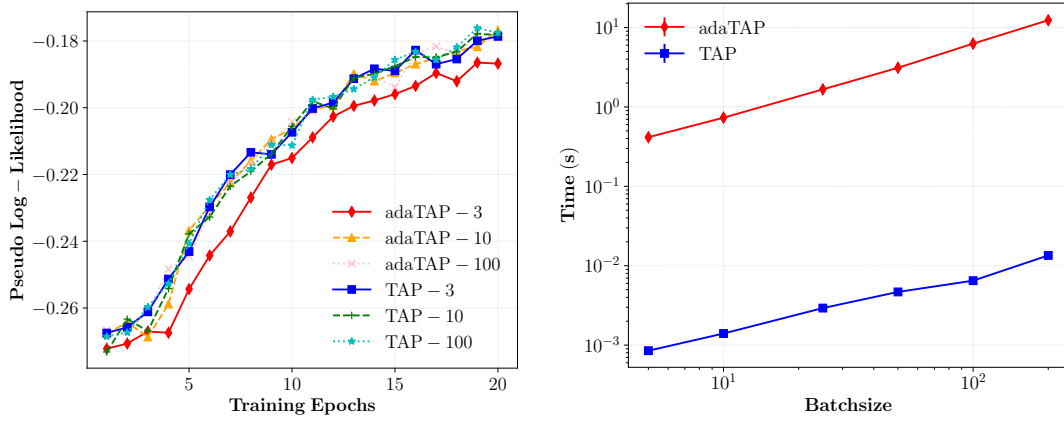 −0.18
−0.20
−0.22
−0.24
−0.26
Pseudo Log − Likelihood
adaTAP − 3
adaTAP − 10
adaTAP − 100
TAP − 3
TAP − 10
TAP − 100
5 10 15 20
Training Epochs
10^1
10^0
10^−1
10^−2
10^−3
Time (s)
adaTAP
TAP
10^1 10^2
Batchsize